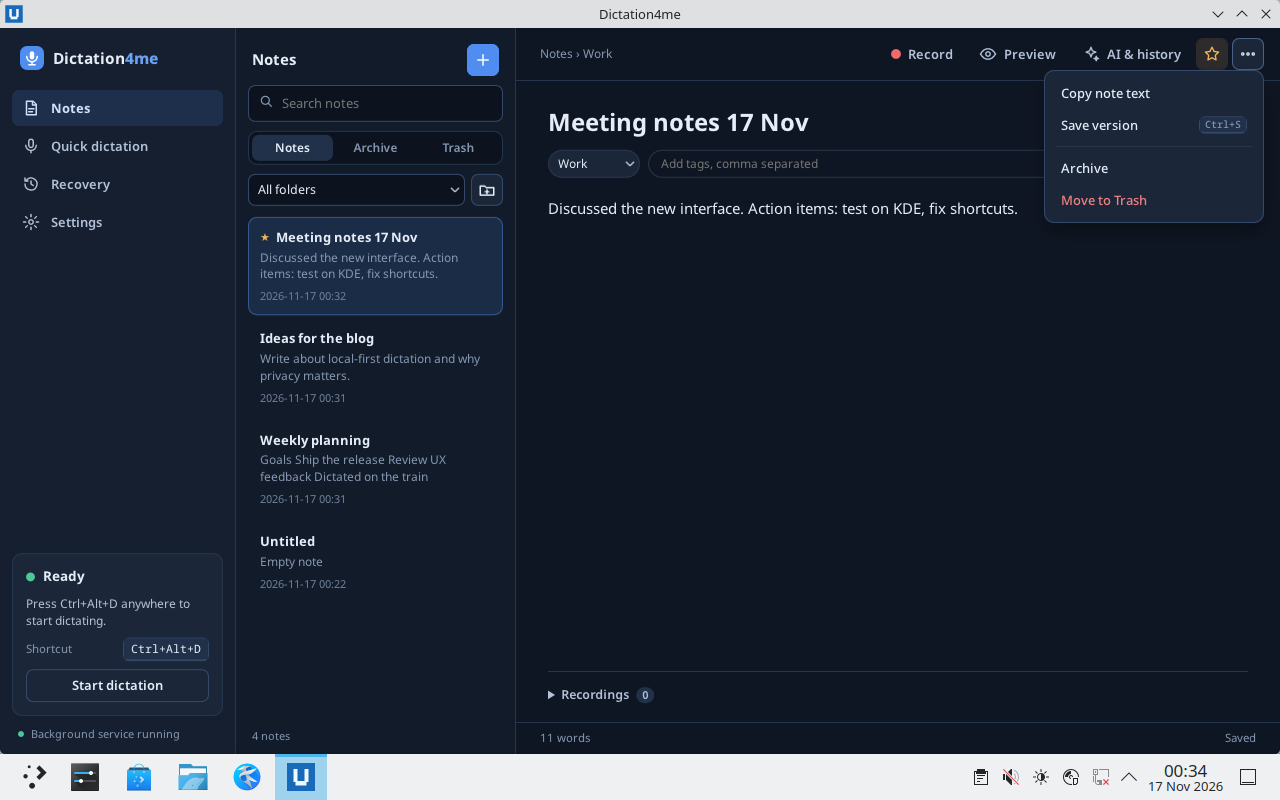 Dictation4me
Dictation4me
Notes
Quick dictation
Recovery
Settings
Ready
Press Ctrl+Alt+D anywhere to
start dictating.
Shortcut
Ctrl+Alt+D
Start dictation
Background service running
Notes
Search notes
Notes
Archive
Trash
All folders
★ Meeting notes 17 Nov
Discussed the new interface. Action
items: test on KDE, fix shortcuts.
2026-11-17 00:32
Ideas for the blog
Write about local-first dictation and why
privacy matters.
2026-11-17 00:31
Weekly planning
Goals Ship the release Review UX
feedback Dictated on the train
2026-11-17 00:31
Untitled
Empty note
2026-11-17 00:22
4 notes
Notes › Work
Record
Preview
AI & history
Copy note text
Save version Ctrl+S
Archive
Move to Trash
Meeting notes 17 Nov
Work
Add tags, comma separated
Discussed the new interface. Action items: test on KDE, fix shortcuts.
Recordings 0
11 words
Saved
00:34
17 Nov 2026